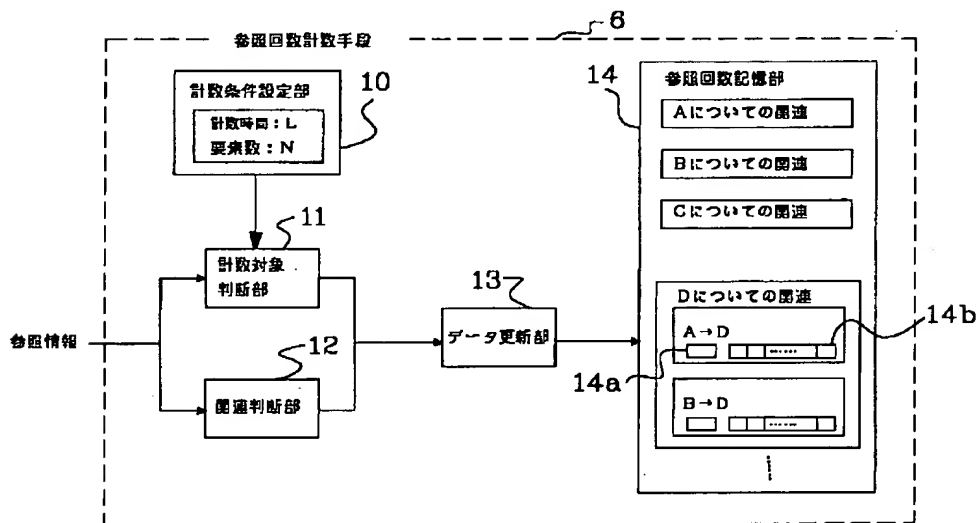 6
参照回数計数手段
計数条件設定部
10
計数時間：L
要素数：N
11
計数対象
判断部
参照情報
12
関連判断部
13
データ更新部
14
参照回数記憶部
Aについての関連
Bについての関連
Cについての関連
Dについての関連
A→D
14b
14a
B→D